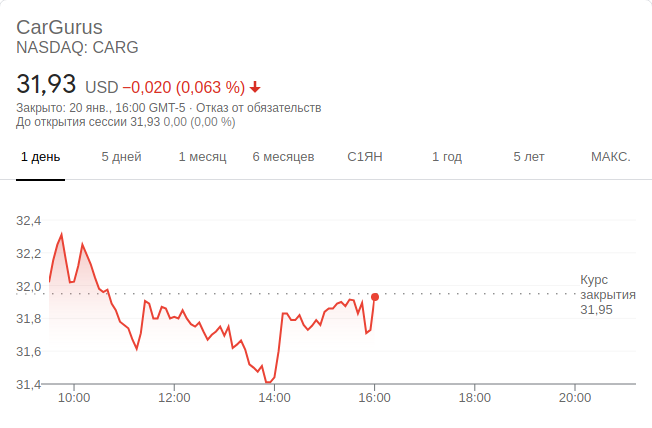 CarGurus
NASDAQ: CARG
31,93 USD −0,020 (0,063 %)
Закрыто: 20 янв., 16:00 GMT-5 · Отказ от обязательств
До открытия сессии 31,93 0,00 (0,00 %)
1 день 5 дней 1 месяц 6 месяцев С1ЯН 1 год 5 лет МАКС.
32,4
32,2
32,0
31,8
31,6
31,4
Курс
закрытия
31,95
10:00 12:00 14:00 16:00 18:00 20:00